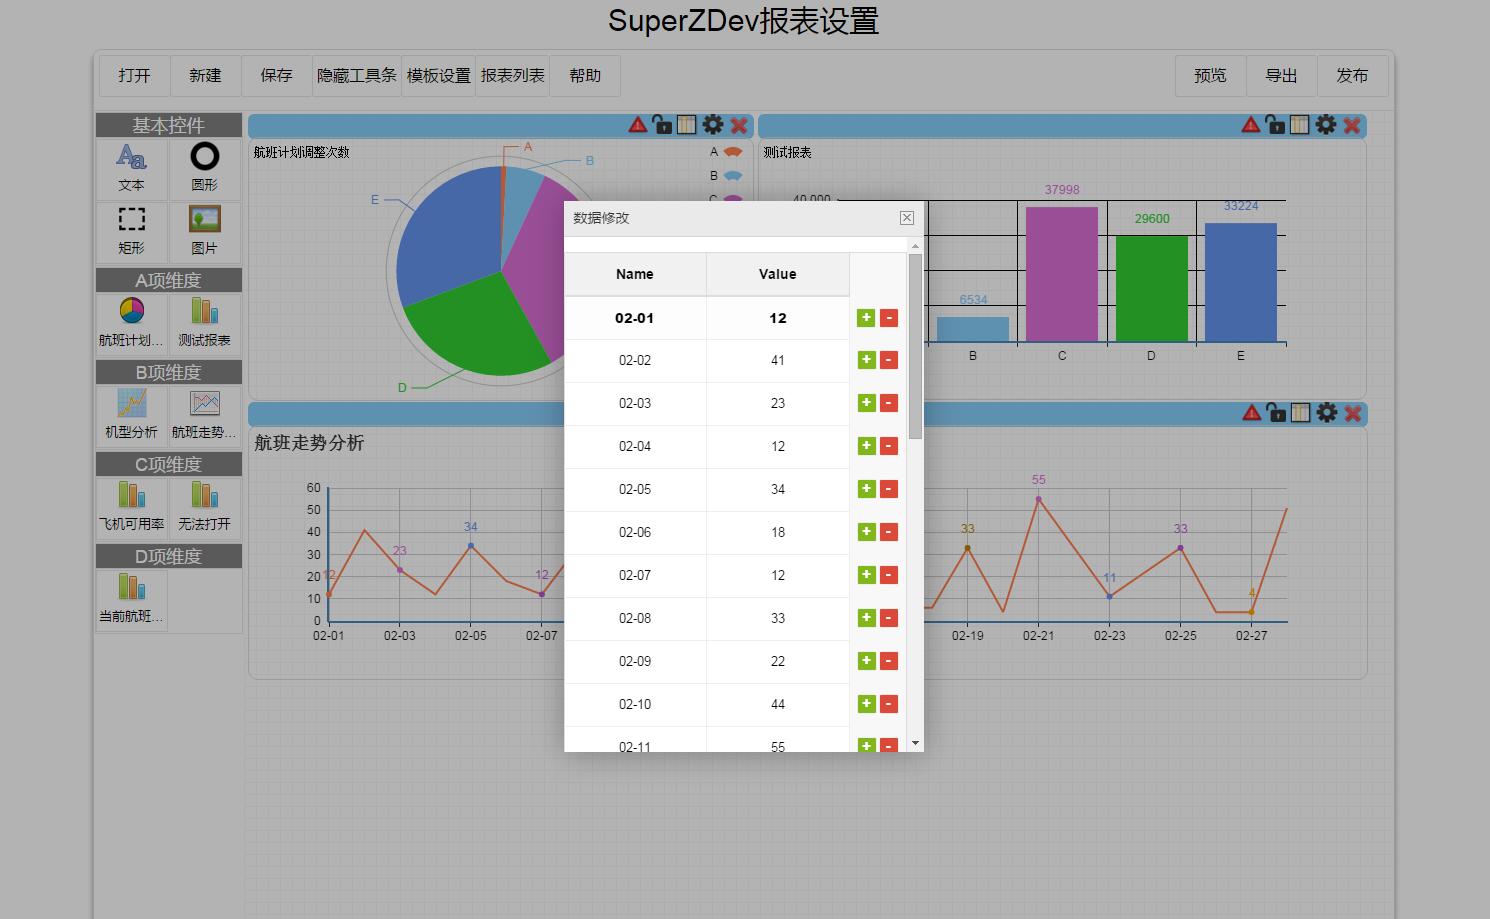 SuperZDev报表设置
打开 新建 保存 隐藏工具条 模板设置 报表列表 帮助 预览 导出 发布
基本控件
文本 圆形
矩形 图片
A项维度
航班计划... 测试报表
B项维度
机型分析 航班走势...
C项维度
飞机可用率 无法打开
D项维度
当前航班...
航班计划调整次数
A
B
E
D
A
B
C
测试报表
40,000
6534
37998
29600
33224
B C D E
航班走势分析
60
50
40
30
20
10
0
12
23
34
12
33
55
11
33
4
02-01 02-03 02-05 02-07 02-19 02-21 02-23 02-25 02-27
数据修改
Name Value
02-01 12 + -
02-02 41 + -
02-03 23 + -
02-04 12 + -
02-05 34 + -
02-06 18 + -
02-07 12 + -
02-08 33 + -
02-09 22 + -
02-10 44 + -
02-11 55 + -